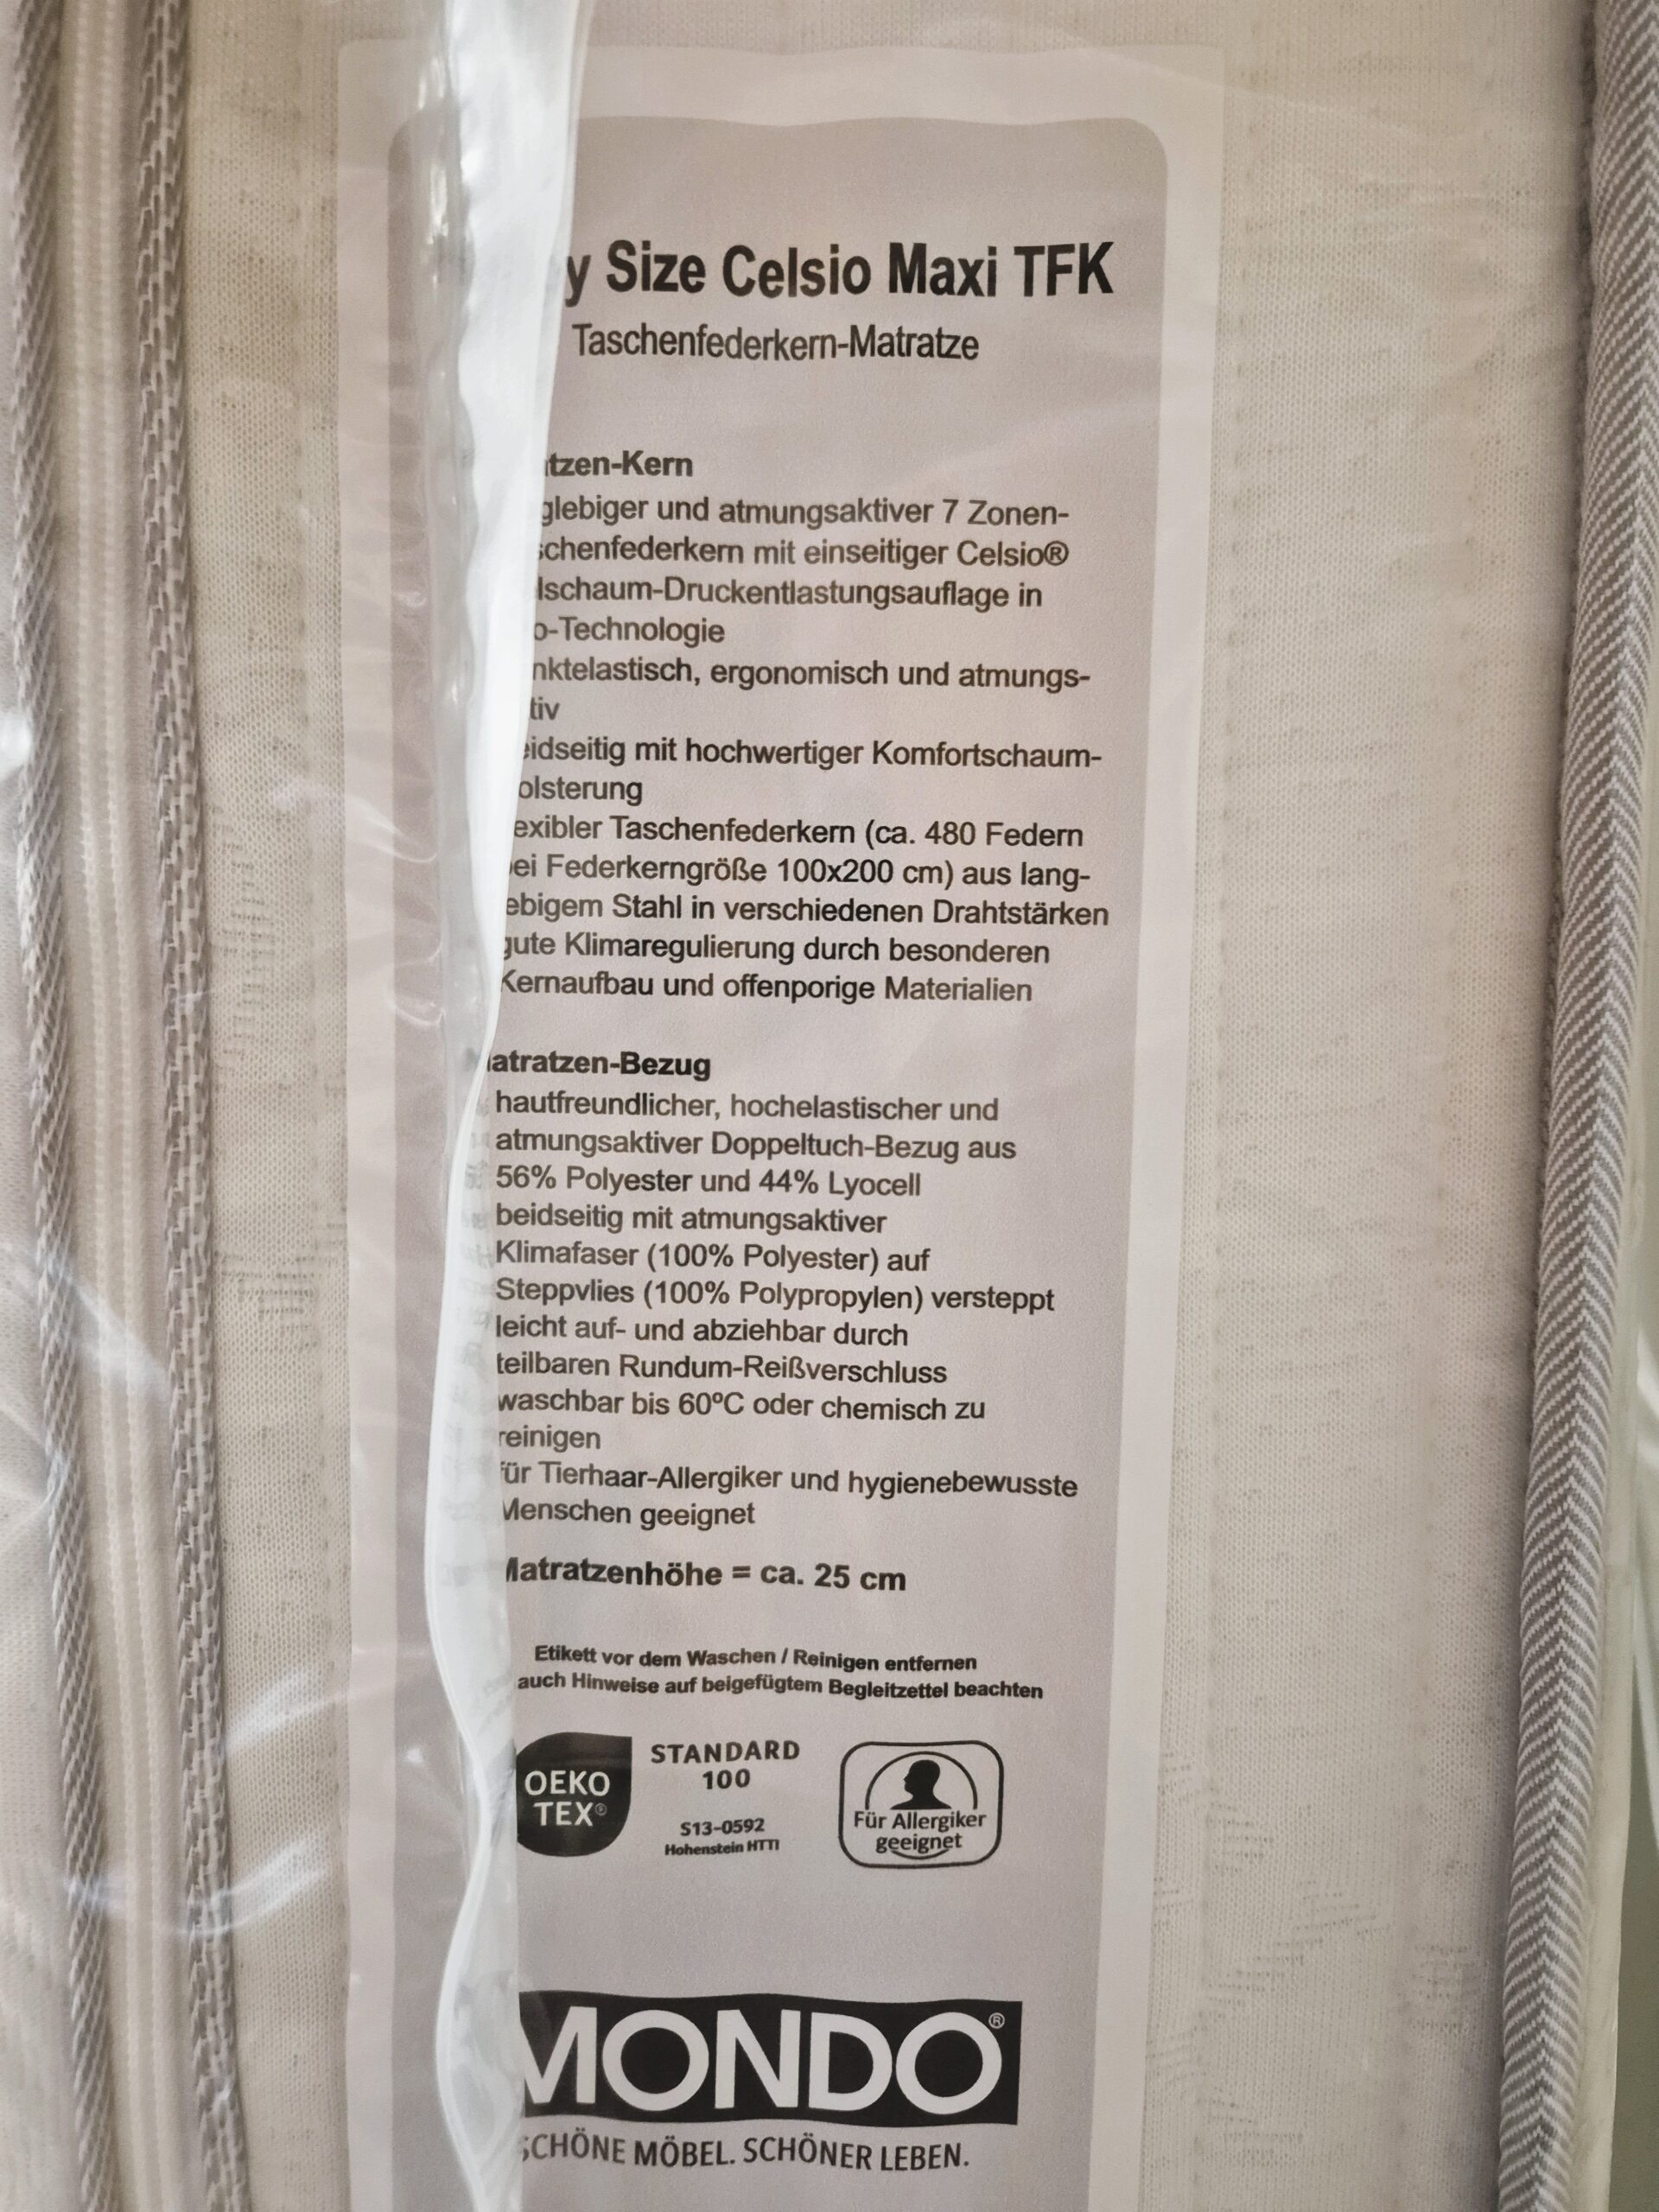 y Size Celsio Maxi TFK
Taschenfederkern-Matratze
tzen-Kern
glebiger und atmungsaktiver 7 Zonen-
schenfederkern mit einseitiger Celsio®
lschaum-Druckentlastungsauflage in
o-Technologie
nktelastisch, ergonomisch und atmungs-
tiv
eidseitig mit hochwertiger Komfortschaum-
olsterung
exibler Taschenfederkern (ca. 480 Federn
ei Federkerngröße 100x200 cm) aus lang-
ebigem Stahl in verschiedenen Drahtstärken
gute Klimaregulierung durch besonderen
Kernaufbau und offenporige Materialien
atratzen-Bezug
hautfreundlicher, hochelastischer und
atmungsaktiver Doppeltuch-Bezug aus
56% Polyester und 44% Lyocell
beidseitig mit atmungsaktiver
Klimafaser (100% Polyester) auf
Steppvlies (100% Polypropylen) versteppt
leicht auf- und abziehbar durch
teilbaren Rundum-Reißverschluss
waschbar bis 60ºC oder chemisch zu
reinigen
für Tierhaar-Allergiker und hygienebewusste
Menschen geeignet
Matratzenhöhe = ca. 25 cm
Etikett vor dem Waschen / Reinigen entfernen
auch Hinweise auf beigefügtem Begleitzettel beachten
OEKO
TEX®
STANDARD
100
S13-0592
Hohenstein HTTI
Für Allergiker
geeignet
MONDO®
SCHÖNE MÖBEL. SCHÖNER LEBEN.